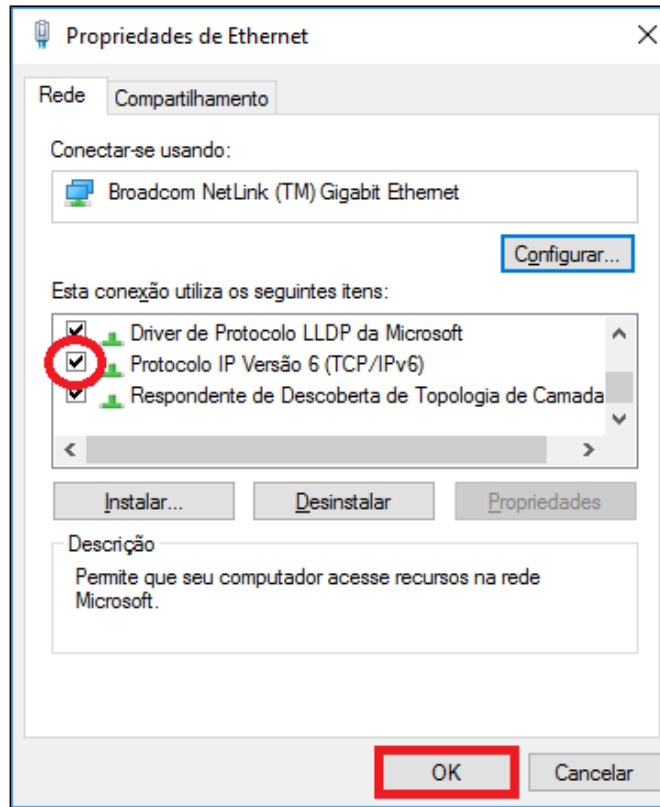 Propriedades de Ethernet
Rede
Compartilhamento
Conectar-se usando:
Broadcom NetLink (TM) Gigabit Ethernet
Configurar...
Esta conexão utiliza os seguintes itens:
Driver de Protocolo LLDP da Microsoft
Protocolo IP Versão 6 (TCP/IPv6)
Respondente de Descoberta de Topologia de Camada
Instalar...
Desinstalar
Propriedades
Descrição
Permite que seu computador acesse recursos na rede
Microsoft.
OK
Cancelar